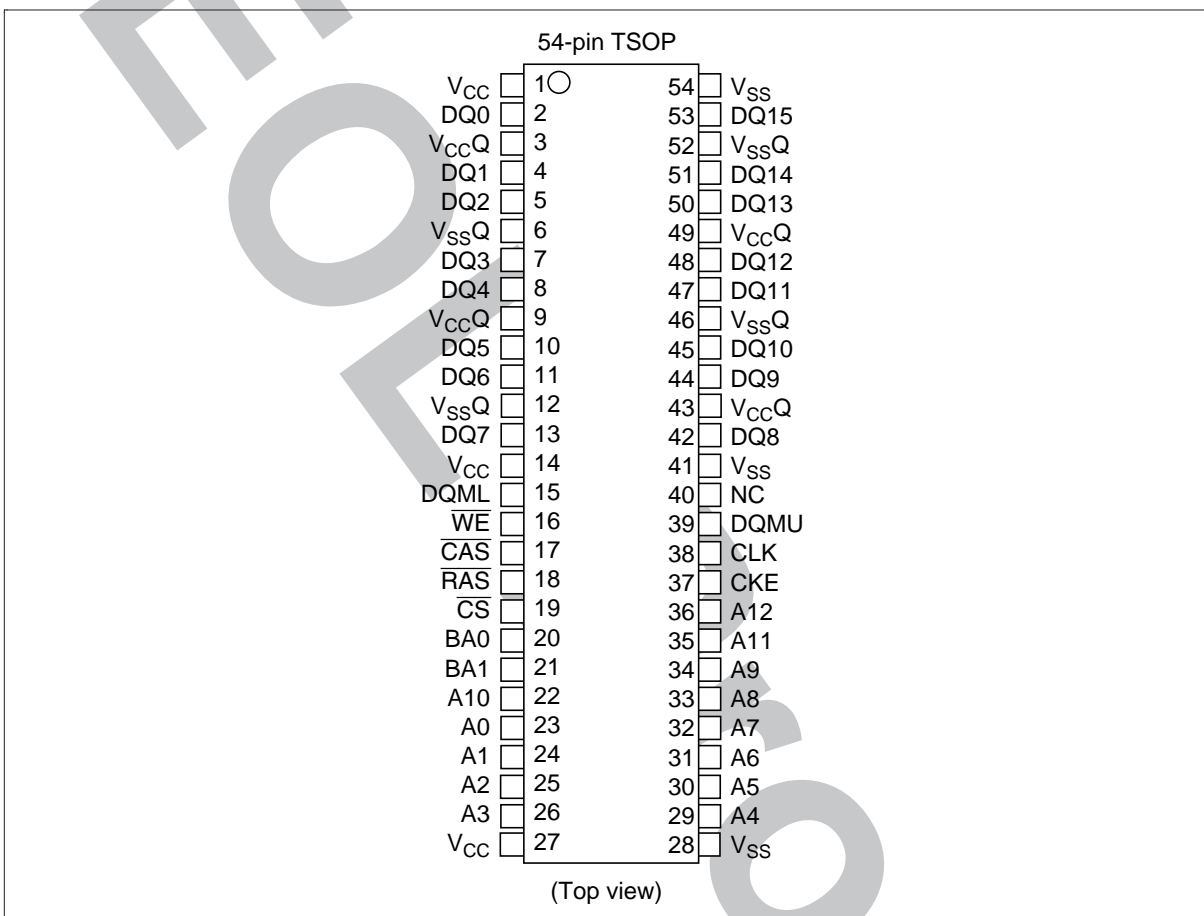 54-pin TSOP
VCC 1 54 VSS
DQ0 2 53 DQ15
VCCQ 3 52 VSSQ
DQ1 4 51 DQ14
DQ2 5 50 DQ13
VSSQ 6 49 VCCQ
DQ3 7 48 DQ12
DQ4 8 47 DQ11
VCCQ 9 46 VSSQ
DQ5 10 45 DQ10
DQ6 11 44 DQ9
VSSQ 12 43 VCCQ
DQ7 13 42 DQ8
VCC 14 41 VSS
DQML 15 40 NC
W̅E̅ 16 39 DQMU
C̅A̅S̅ 17 38 CLK
R̅A̅S̅ 18 37 CKE
C̅S̅ 19 36 A12
BA0 20 35 A11
BA1 21 34 A9
A10 22 33 A8
A0 23 32 A7
A1 24 31 A6
A2 25 30 A5
A3 26 29 A4
VCC 27 28 VSS
(Top view)